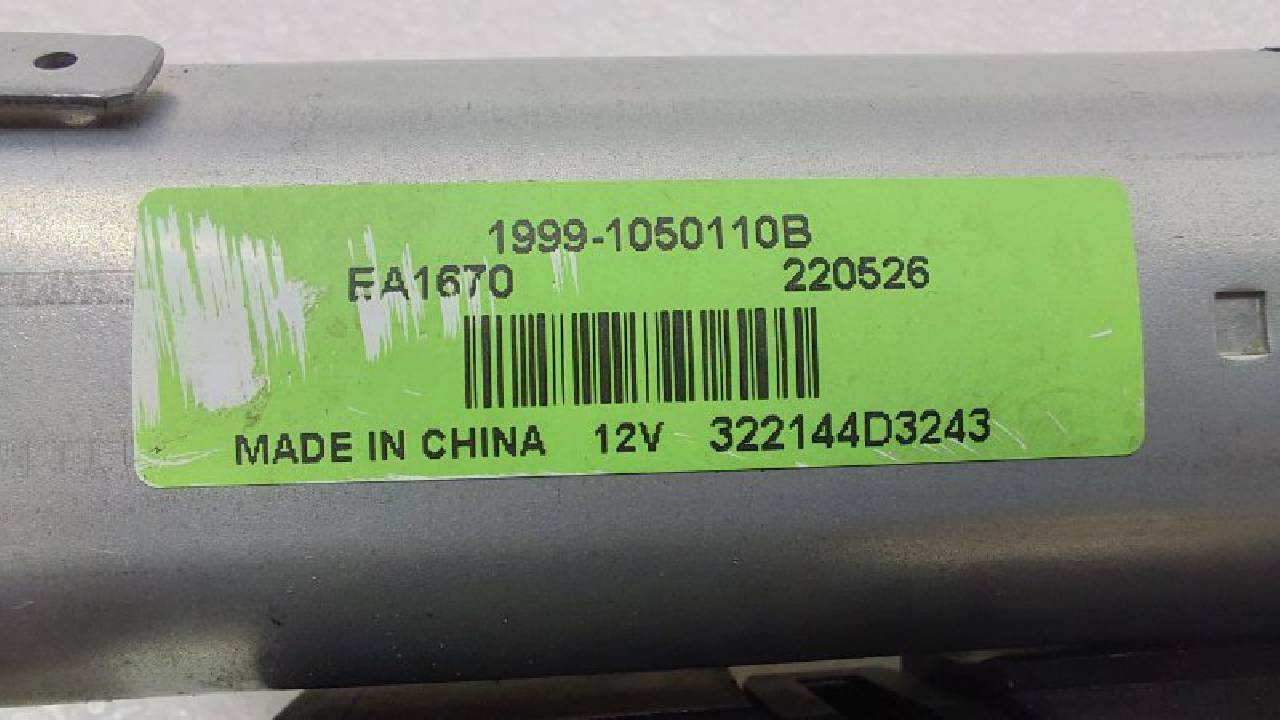 1999-1050110B
EA1670 220526
MADE IN CHINA 12V 322144D3243